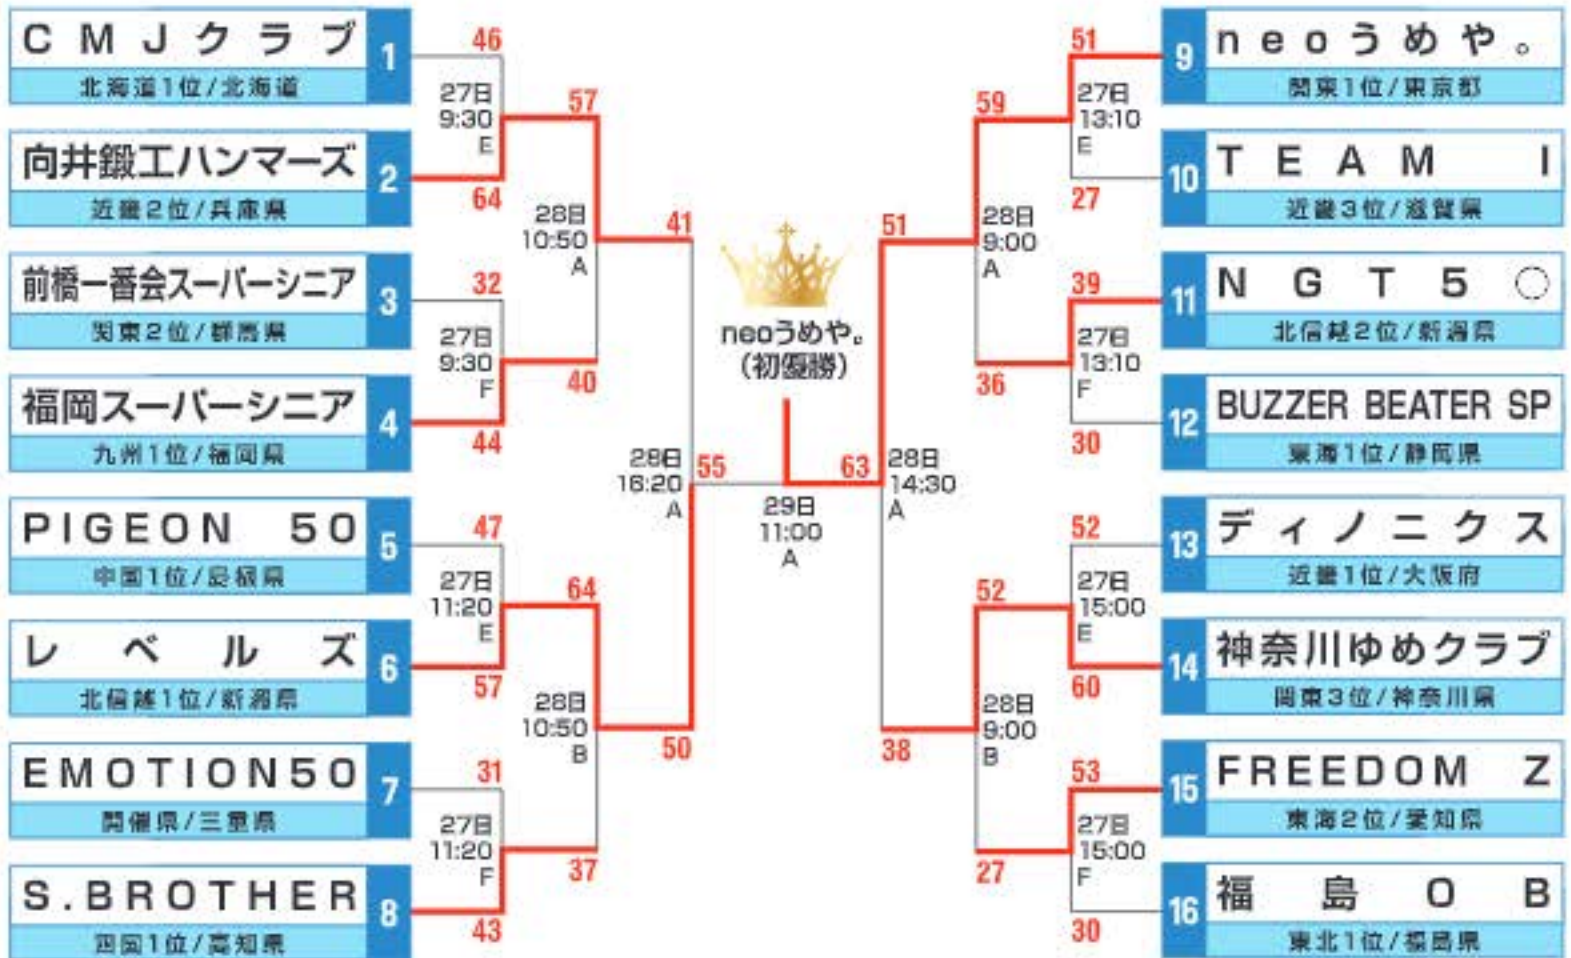 CMJクラブ
北海道1位/北海道
1
向井鍛工ハンマーズ
近畿2位/兵庫県
2
前橋一番会スーパーシニア
関東2位/群馬県
3
福岡スーパーシニア
九州1位/福岡県
4
PIGEON 50
中国1位/島根県
5
レベルズ
北信越1位/新潟県
6
EMOTION50
開催県/三重県
7
S.BROTHER
四国1位/高知県
8
46
27日
9:30
E
64
57
32
27日
9:30
F
44
40
28日
10:50
A
41
47
27日
11:20
E
57
64
31
27日
11:20
F
43
37
28日
10:50
B
50
28日
16:20
A
55
neoうめや。
(初優勝)
29日
11:00
A
63
28日
14:30
A
51
38
59
28日
9:00
A
36
52
28日
9:00
B
27
51
27日
13:10
E
27
39
27日
13:10
F
30
52
27日
15:00
E
60
53
27日
15:00
F
30
9
neoうめや。
関東1位/東京都
10
TEAM I
近畿3位/滋賀県
11
NGT5○
北信越2位/新潟県
12
BUZZER BEATER SP
東海1位/静岡県
13
ディノニクス
近畿1位/大阪府
14
神奈川ゆめクラブ
関東3位/神奈川県
15
FREEDOM Z
東海2位/愛知県
16
福島OB
東北1位/福島県